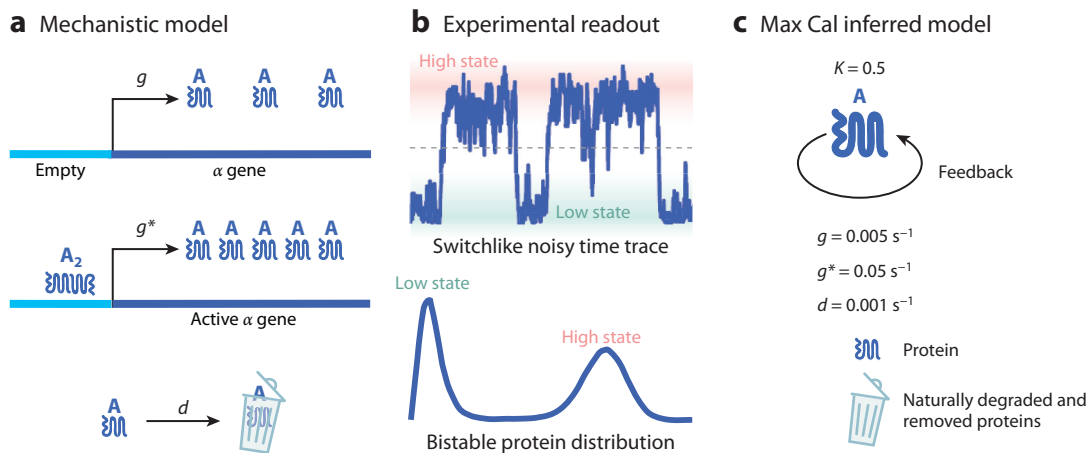 a Mechanistic model
g
A A A
Empty
α gene
g*
A A A A A
A₂
Active α gene
A
d
A
b Experimental readout
High state
Low state
Switchlike noisy time trace
Low state
High state
Bistable protein distribution
c Max Cal inferred model
K = 0.5
A
Feedback
g = 0.005 s⁻¹
g* = 0.05 s⁻¹
d = 0.001 s⁻¹
Protein
Naturally degraded and
removed proteins